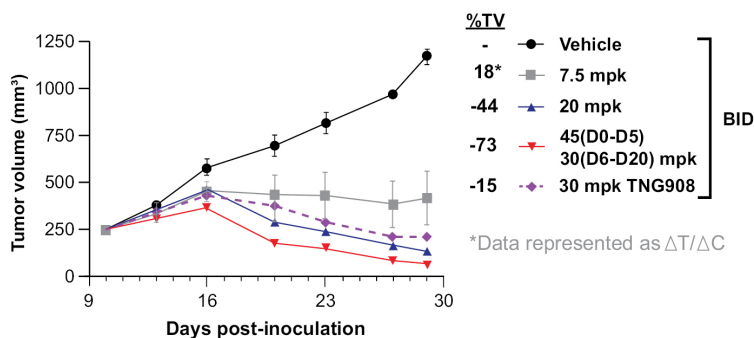 %TV
- Vehicle
18* 7.5 mpk
-44 20 mpk
-73 45(D0-D5)
30(D6-D20) mpk
-15 30 mpk TNG908
BID
*Data represented as ΔT/ΔC
Tumor volume (mm³)
1250
1000
750
500
250
0
9 16 23 30
Days post-inoculation